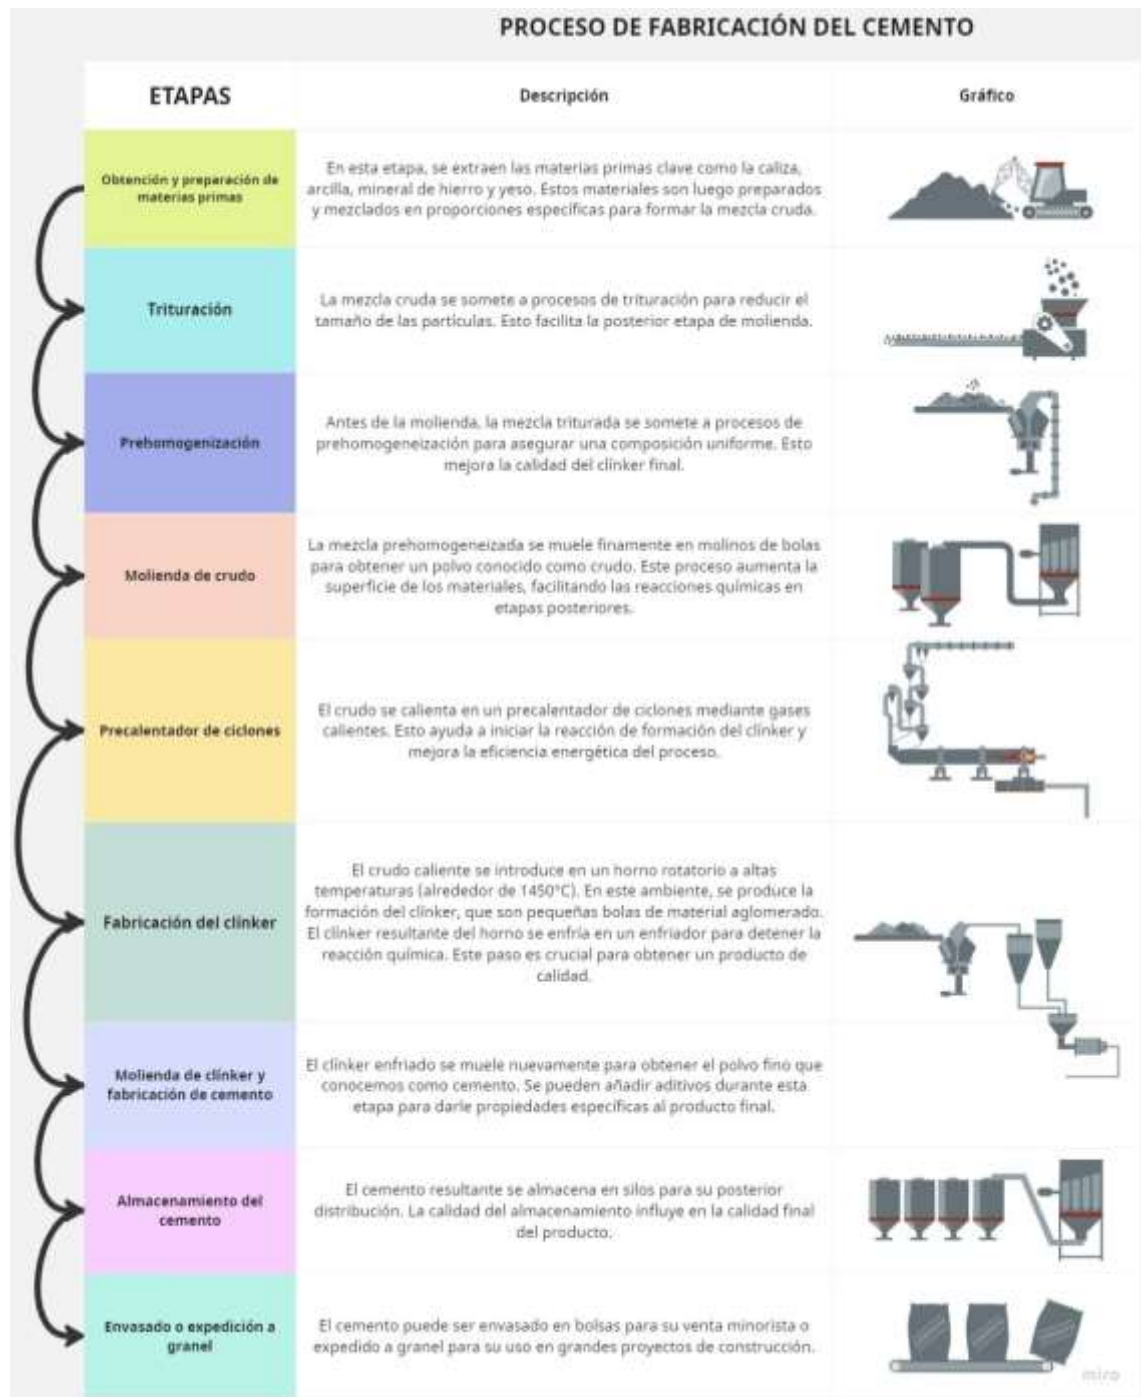 PROCESO DE FABRICACIÓN DEL CEMENTO
ETAPAS
Descripción
Gráfico
Obtención y preparación de
materias primas
En esta etapa, se extraen las materias primas clave como la caliza,
arcilla, mineral de hierro y yeso. Estos materiales son luego preparados
y mezclados en proporciones específicas para formar la mezcla cruda.
Trituración
La mezcla cruda se somete a procesos de trituración para reducir el
tamaño de las partículas. Esto facilita la posterior etapa de molienda.
Prehomogenización
Antes de la molienda, la mezcla triturada se somete a procesos de
prehomogeneización para asegurar una composición uniforme. Esto
mejora la calidad del clínker final.
Molienda de crudo
La mezcla prehomogeneizada se muele finamente en molinos de bolas
para obtener un polvo conocido como crudo. Este proceso aumenta la
superficie de los materiales, facilitando las reacciones químicas en
etapas posteriores.
Precalentador de ciclones
El crudo se calienta en un precalentador de ciclones mediante gases
calientes. Esto ayuda a iniciar la reacción de formación del clínker y
mejora la eficiencia energética del proceso.
Fabricación del clinker
El crudo caliente se introduce en un horno rotatorio a altas
temperaturas (alrededor de 1450°C). En este ambiente, se produce la
formación del clínker, que son pequeñas bolas de material aglomerado.
El clínker resultante del horno se enfría en un enfriador para detener la
reacción química. Este paso es crucial para obtener un producto de
calidad.
Molienda de clínker y
fabricación de cemento
El clínker enfriado se muele nuevamente para obtener el polvo fino que
conocemos como cemento. Se pueden añadir aditivos durante esta
etapa para darle propiedades específicas al producto final.
Almacenamiento del
cemento
El cemento resultante se almacena en silos para su posterior
distribución. La calidad del almacenamiento influye en la calidad final
del producto.
Envasado o expedición a
granel
El cemento puede ser envasado en bolsas para su venta minorista o
expedido a granel para su uso en grandes proyectos de construcción.
miro